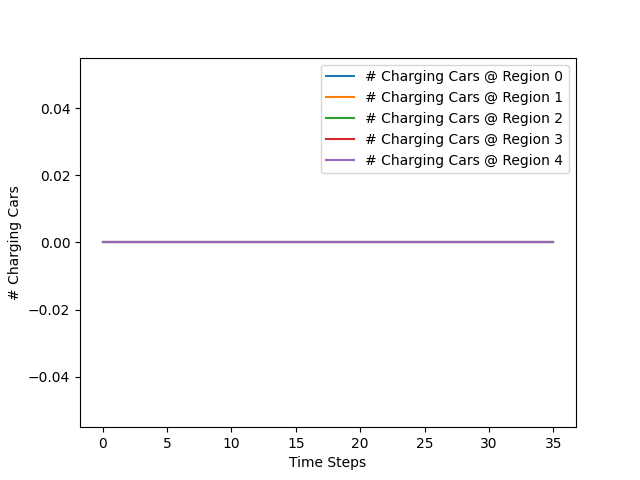 # Charging Cars @ Region 0
# Charging Cars @ Region 1
# Charging Cars @ Region 2
# Charging Cars @ Region 3
# Charging Cars @ Region 4
# Charging Cars
0.04
0.02
0.00
−0.02
−0.04
0 5 10 15 20 25 30 35
Time Steps